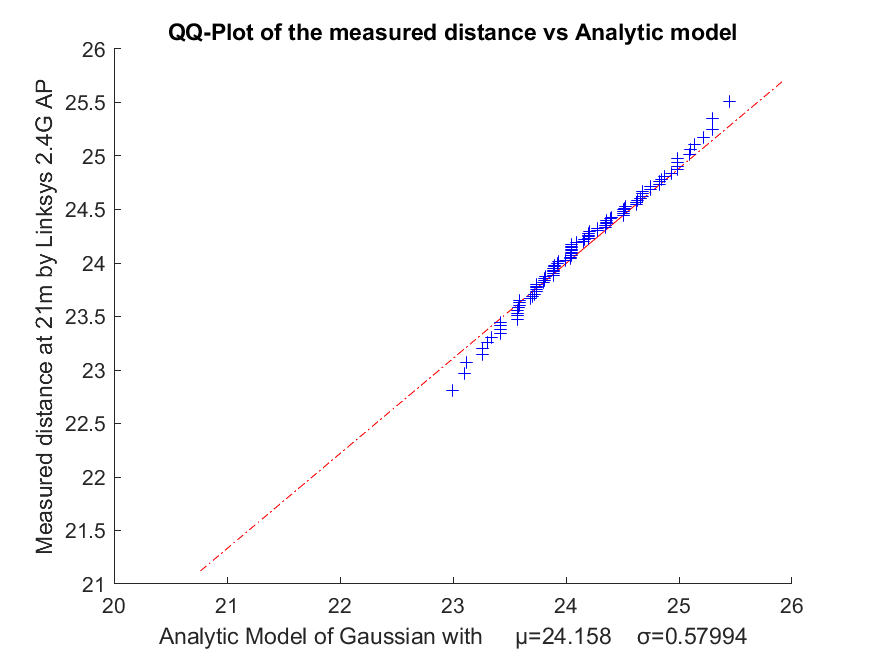 QQ-Plot of the measured distance vs Analytic model
Measured distance at 21m by Linksys 2.4G AP
26
25.5
25
24.5
24
23.5
23
22.5
22
21.5
21
20 21 22 23 24 25 26
Analytic Model of Gaussian with μ=24.158 σ=0.57994